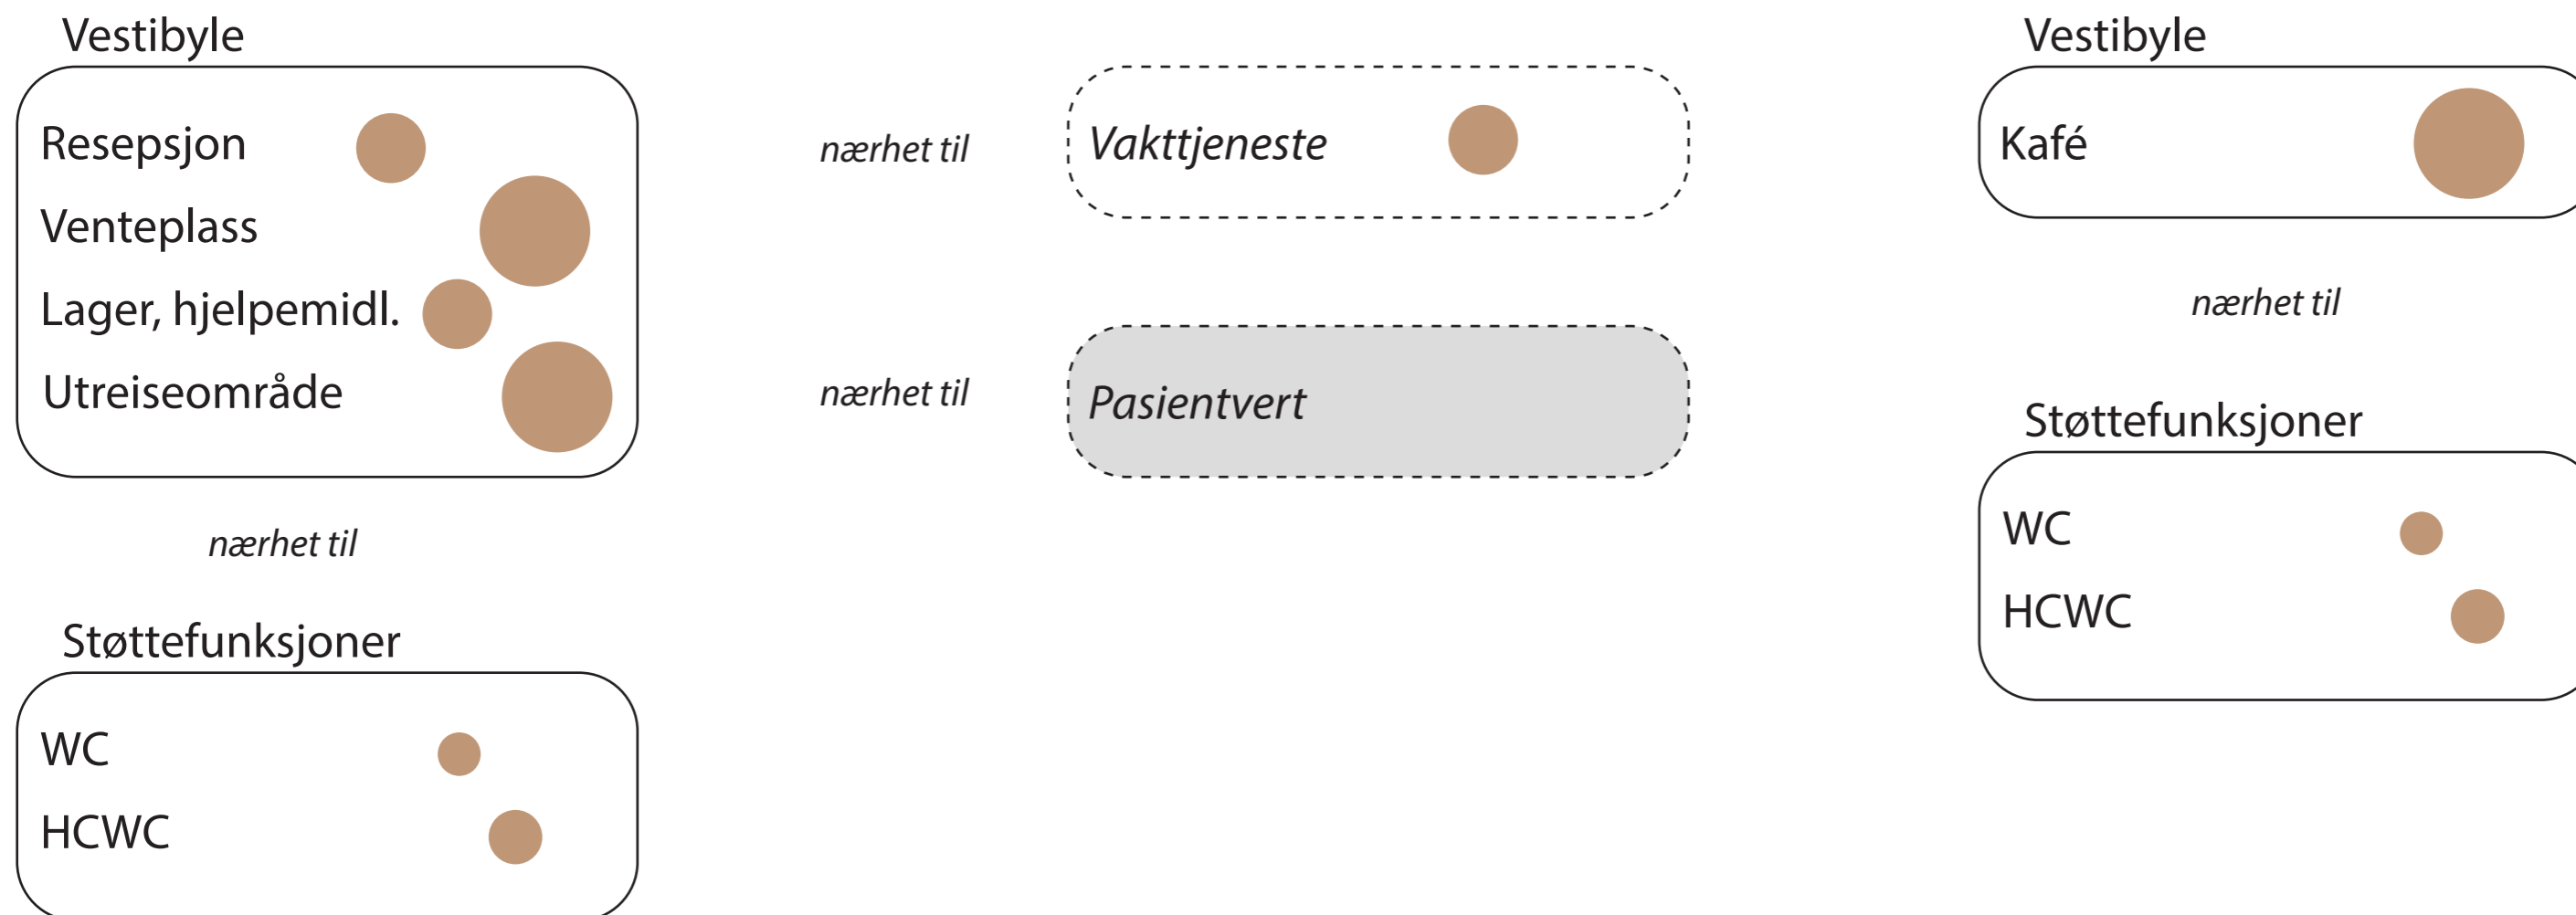 Vestibyle
Resepsjon
Venteplass
Lager, hjelpemidl.
Utreiseområde
nærhet til
Støttefunksjoner
WC
HCWC
nærhet til
Vakttjeneste
nærhet til
Pasientvert
Vestibyle
Kafé
nærhet til
Støttefunksjoner
WC
HCWC